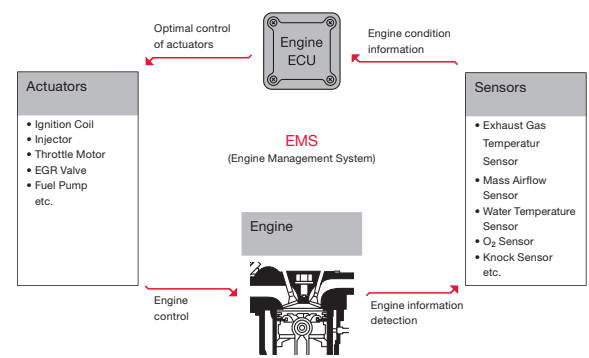 Optimal control
of actuators
Engine
ECU
Engine condition
information
Actuators
• Ignition Coil
• Injector
• Throttle Motor
• EGR Valve
• Fuel Pump
etc.
EMS
(Engine Management System)
Sensors
• Exhaust Gas
Temperatur
Sensor
• Mass Airflow
Sensor
• Water Temperature
Sensor
• O₂ Sensor
• Knock Sensor
etc.
Engine
Engine
control
Engine information
detection